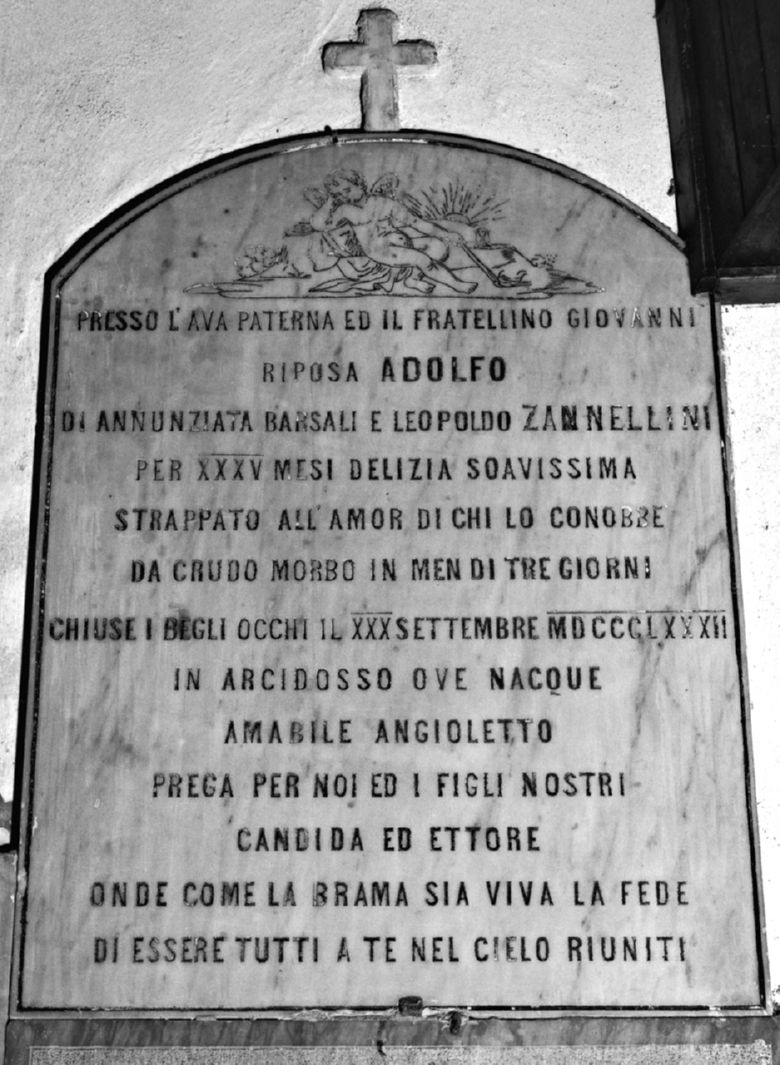 PRESSO L'AVA PATERNA ED IL FRATELLINO GIOVANNI
RIPOSA ADOLFO
DI ANNUNZIATA BARSALI E LEOPOLDO ZANNELLINI
PER XXXV MESI DELIZIA SOAVISSIMA
STRAPPATO ALL'AMOR DI CHI LO CONOBBE
DA CRUDO MORBO IN MEN DI TRE GIORNI
CHIUSE I BEGLI OCCHI IL XXX SETTEMBRE MDCCCLXXXII
IN ARCIDOSSO OVE NACQUE
AMABILE ANGIOLETTO
PREGA PER NOI ED I FIGLI NOSTRI
CANDIDA ED ETTORE
ONDE COME LA BRAMA SIA VIVA LA FEDE
DI ESSERE TUTTI A TE NEL CIELO RIUNITI